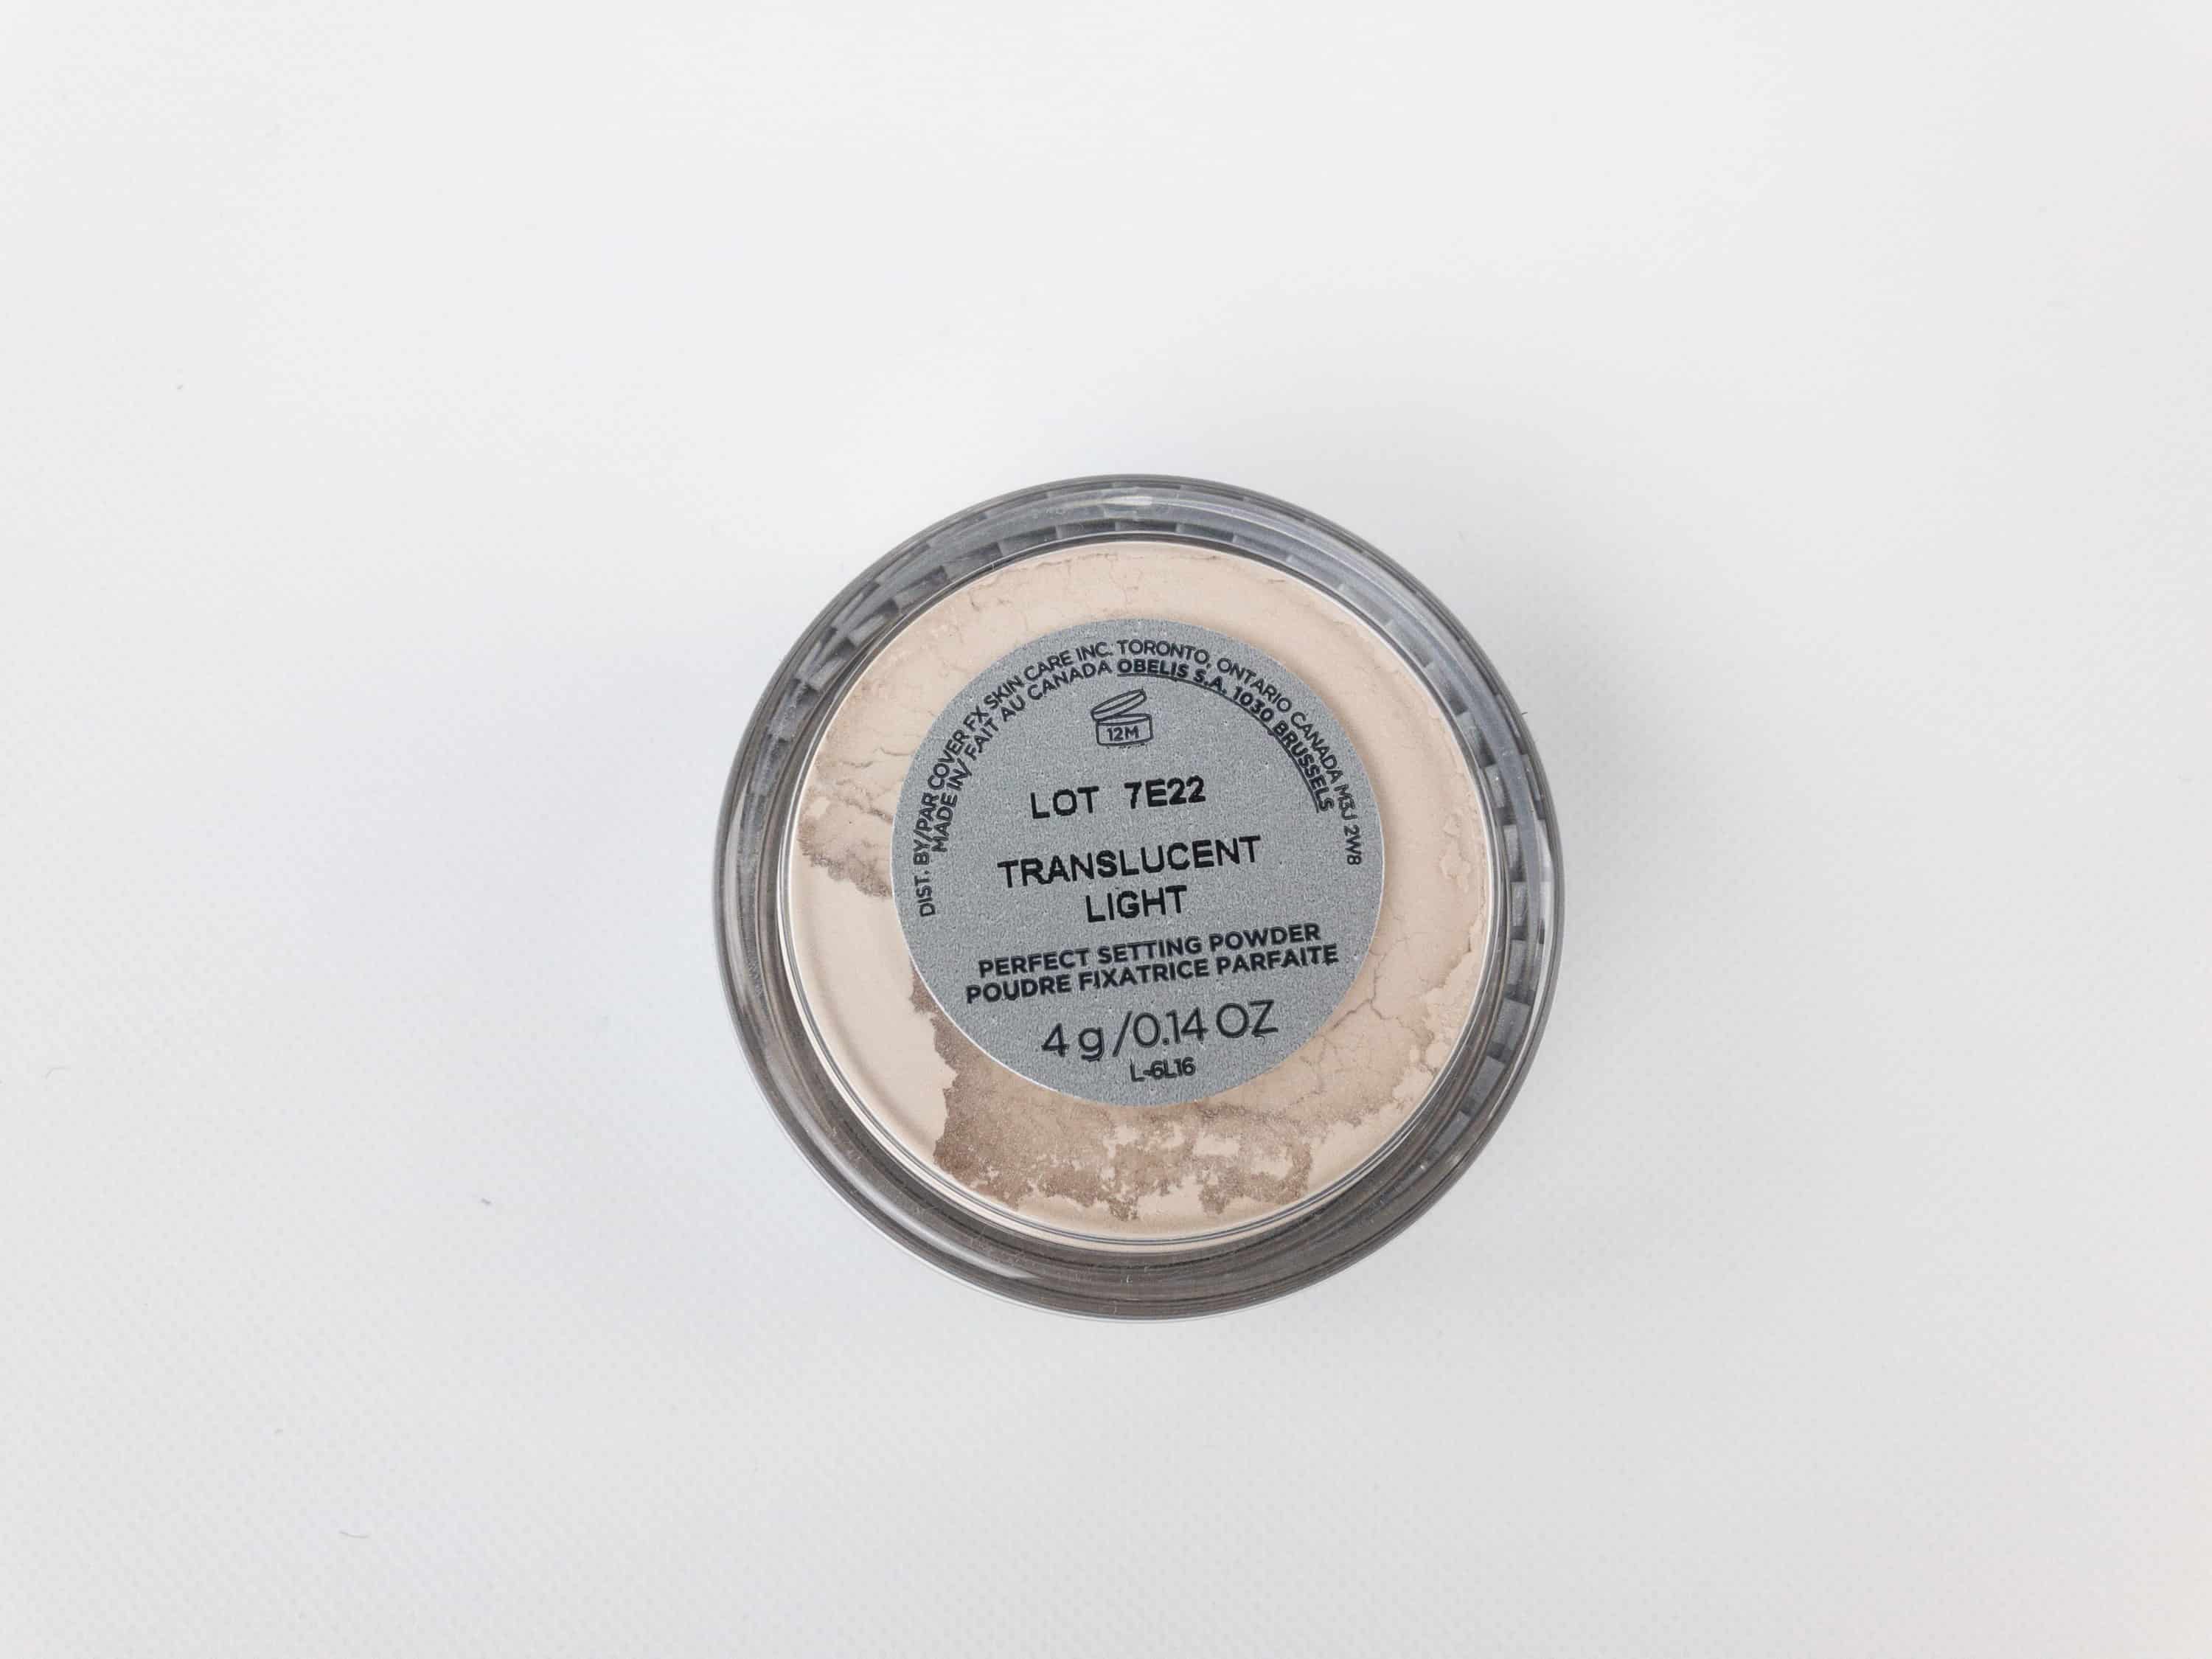 DIST. BY/PAR COVER FX SKIN CARE INC. TORONTO, ONTARIO CANADA M3J 2W8
MADE IN/ FAIT AU CANADA OBELIS S.A. 1030 BRUSSELS
12M
LOT 7E22
TRANSLUCENT
LIGHT
PERFECT SETTING POWDER
POUDRE FIXATRICE PARFAITE
4 g/0.14 OZ
L-6L16